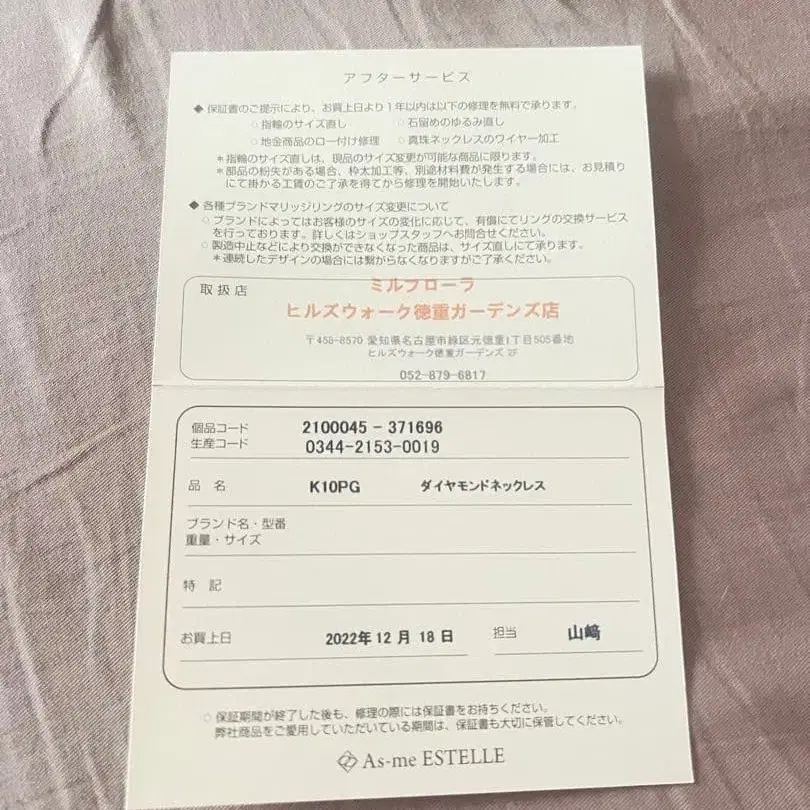 アフターサービス
◆ 保証書のご提示により、お買上日より1年以内は以下の修理を無料で承ります。
○ 指輪のサイズ直し ○ 石留めのゆるみ直し
○ 地金商品のロー付け修理 ○ 真珠ネックレスのワイヤー加工
＊指輪のサイズ直しは、現品のサイズ変更が可能な商品に限ります。
＊部品の紛失がある場合、枠太加工等、別途材料費が発生する場合には、お見積り
にて掛かる工賃のご了承を得てから修理を開始いたします。
◆ 各種ブランドマリッジリングのサイズ変更について
○ ブランドによってはお客様のサイズの変化に応じて、有償にてリングの交換サービス
を行っております。詳しくはショップスタッフへお問合せください。
○ 製造中止などにより交換ができなくなった商品は、サイズ直しにて承ります。
＊連続したデザインの場合には繋がらなくなりますがご了承ください。
取扱店
ミルフローラ
ヒルズウォーク徳重ガーデンズ店
〒458-8570 愛知県名古屋市緑区元徳重1丁目505番地
ヒルズウォーク徳重ガーデンズ 2F
052-879-6817
個品コード 2100045-371696
生産コード 0344-2153-0019
品名 K10PG ダイヤモンドネックレス
ブランド名・型番
重量・サイズ
特記
お買上日 2022年12月18日 担当 山﨑
○ 保証期間が終了した後も、修理の際には保証書をお持ちください。
弊社商品をご愛用していただいている期間は、保証書も大切に保管してください。
As-me ESTELLE